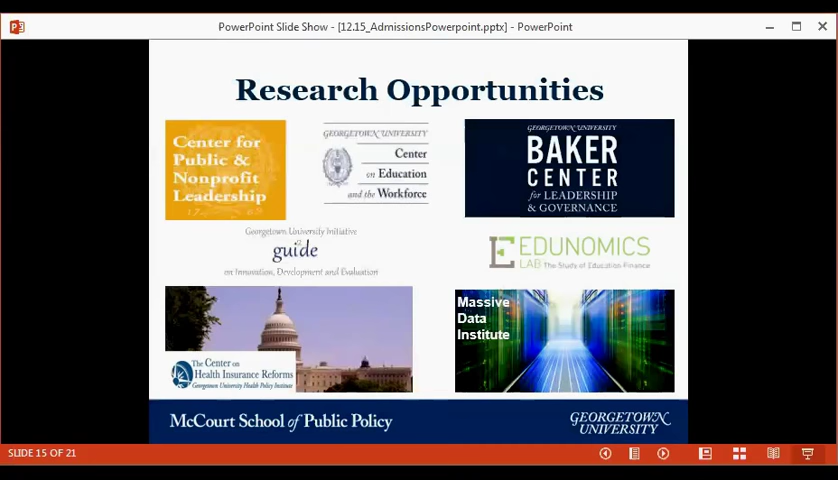 PowerPoint Slide Show - [12.15_AdmissionsPowerpoint.pptx] - PowerPoint
Research Opportunities
Center for
Public &
Nonprofit
Leadership
GEORGETOWN UNIVERSITY
Center
on Education
and the Workforce
GEORGETOWN UNIVERSITY
BAKER
CENTER
for LEADERSHIP
& GOVERNANCE
Georgetown University Initiative
guide
on Innovation, Development and Evaluation
EDUNOMICS
LAB The Study of Education Finance
The Center on
Health Insurance Reforms
Georgetown University Health Policy Institute
Massive
Data
Institute
McCourt School of Public Policy
GEORGETOWN
UNIVERSITY
SLIDE 15 OF 21